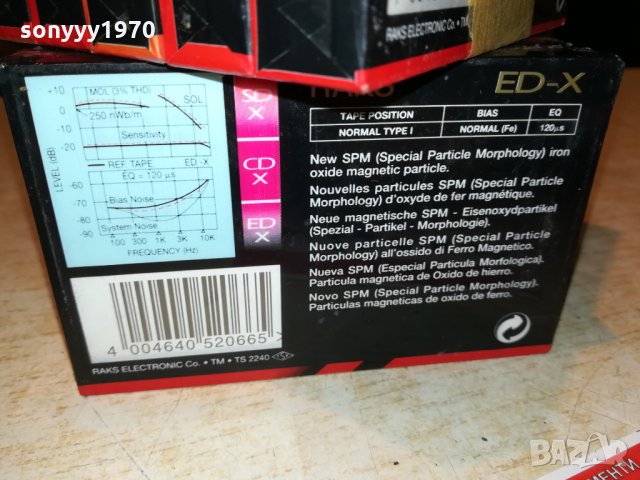 sonyyy1970
RAKS ELECTRONIC Co. • TM
RAKS
ED-X
+10
0
-10
-20
-60
-70
-80
-90
LEVEL (dB)
MOL (3% THD)
SOL
250 nWb/m
Sensitivity
REF TAPE ED-X
EQ = 120 µs
Bias Noise
System Noise
100 300 1K 3K 10K
FREQUENCY (Hz)
SD
X
CD
X
ED
X
TAPE POSITION BIAS EQ
NORMAL TYPE I NORMAL (Fe) 120µs
New SPM (Special Particle Morphology) iron
oxide magnetic particle.
Nouvelles particules SPM (Special Particle
Morphology) d'oxyde de fer magnétique.
Neue magnetische SPM - Eisenoxydpartikel
(Spezial - Partikel - Morphologie).
Nuove particelle SPM (Special Particle
Morphology) all'ossido di Ferro Magnetico.
Nueva SPM (Especial Particula Morfologica).
Particula magnetica de Oxido de hierro.
Novo SPM (Special Particle Morphology).
Particulas magneticas de oxido de ferro.
4 004640 520665 >
RAKS ELECTRONIC Co. • TM • TS 2240
BAZAR
МЕНТИ